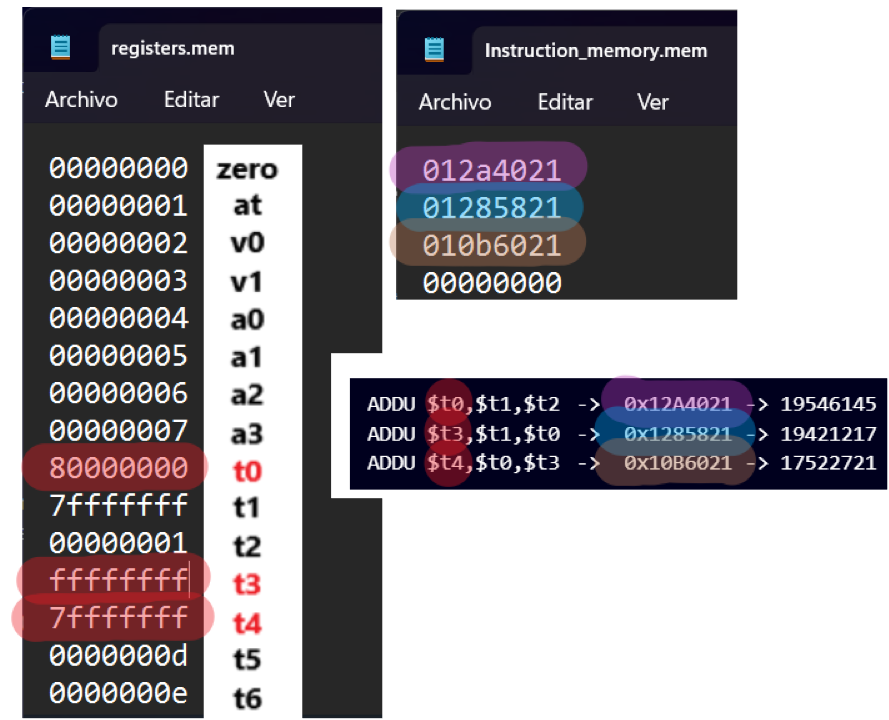 registers.mem
Archivo Editar Ver
00000000 zero
00000001 at
00000002 v0
00000003 v1
00000004 a0
00000005 a1
00000006 a2
00000007 a3
80000000 t0
7fffffff t1
00000001 t2
ffffffff t3
7fffffff t4
0000000d t5
0000000e t6
Instruction_memory.mem
Archivo Editar Ver
012a4021
01285821
010b6021
00000000
ADDU $t0,$t1,$t2 -> 0x12A4021 -> 19546145
ADDU $t3,$t1,$t0 -> 0x1285821 -> 19421217
ADDU $t4,$t0,$t3 -> 0x10B6021 -> 17522721